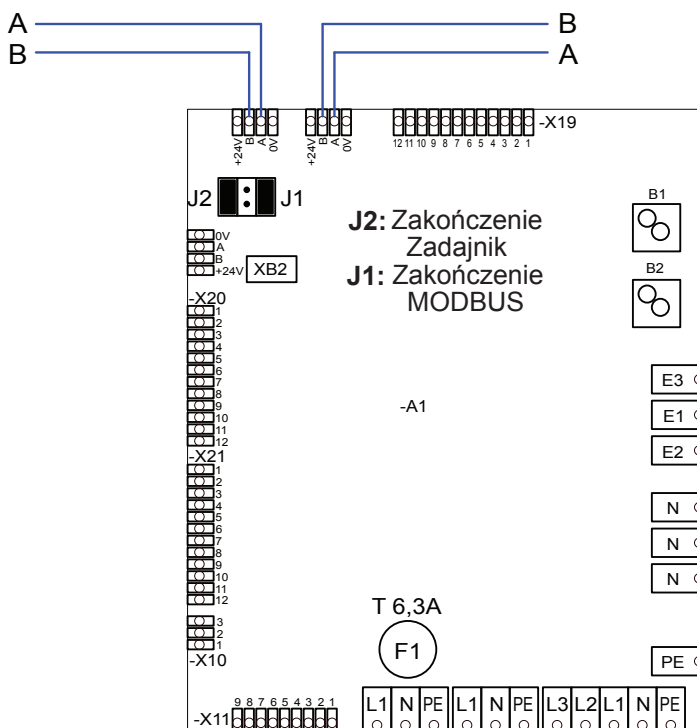 A
B
B
A
+24V
B
A
0V
+24V
B
A
0V
12 11 10 9 8 7 6 5 4 3 2 1
-X19
J2
J1
J2: Zakończenie
Zadajnik
J1: Zakończenie
MODBUS
B1
B2
0V
A
B
+24V
XB2
-X20
1
2
3
4
5
6
7
8
9
10
11
12
-X21
1
2
3
4
5
6
7
8
9
10
11
12
-A1
E3
E1
E2
N
N
N
T 6,3A
F1
3
2
1
-X10
PE
-X11
9 8 7 6 5 4 3 2 1
L1 N PE L1 N PE L3 L2 L1 N PE